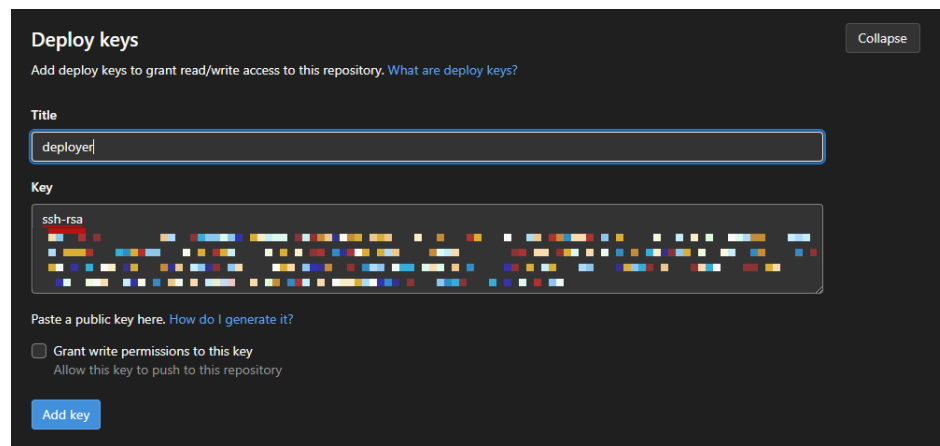 Deploy keys
Collapse
Add deploy keys to grant read/write access to this repository. What are deploy keys?
Title
deployer
Key
ssh-rsa
Paste a public key here. How do I generate it?
Grant write permissions to this key
Allow this key to push to this repository
Add key